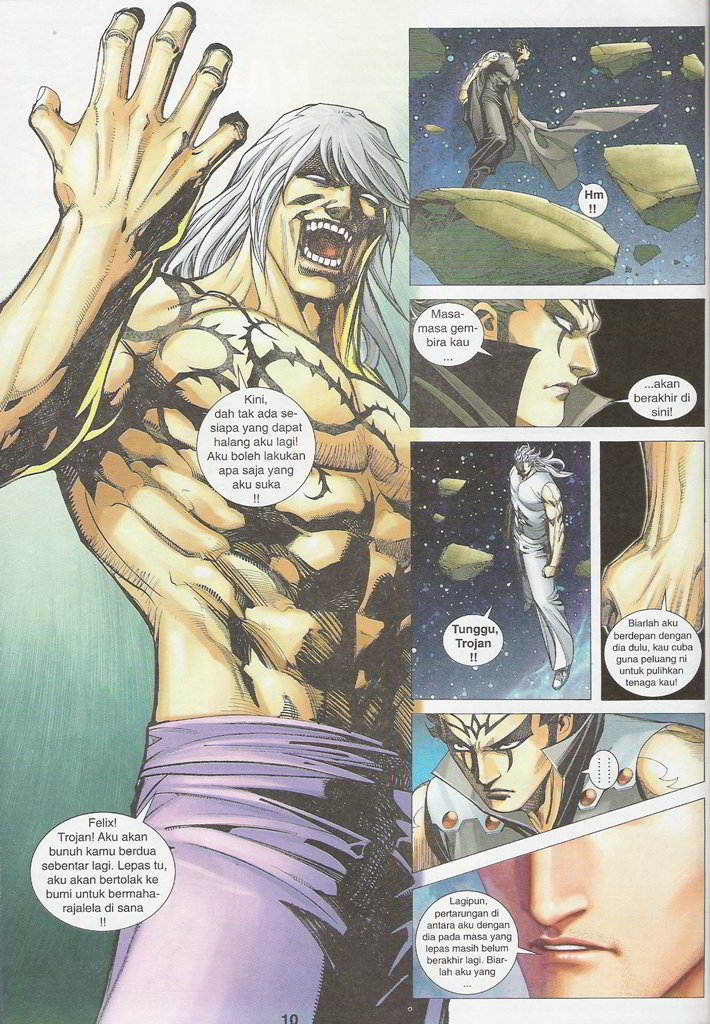 Kini,
dah tak ada se-
siapa yang dapat
halang aku lagi!
Aku boleh lakukan
apa saja yang
aku suka
!!
Felix!
Trojan! Aku akan
bunuh kamu berdua
sebentar lagi. Lepas tu,
aku akan bertolak ke
bumi untuk bermaha-
rajalela di sana
!!
Hm
!!
Masa-
masa gem-
bira kau
...
...akan
berakhir di
sini!
Tunggu,
Trojan
!!
Biarlah aku
berdepan dengan
dia dulu, kau cuba
guna peluang ni
untuk pulihkan
tenaga kau!
......
Lagipun,
pertarungan di
antara aku dengan
dia pada masa yang
lepas masih belum
berakhir lagi. Biar-
lah aku yang
...
10